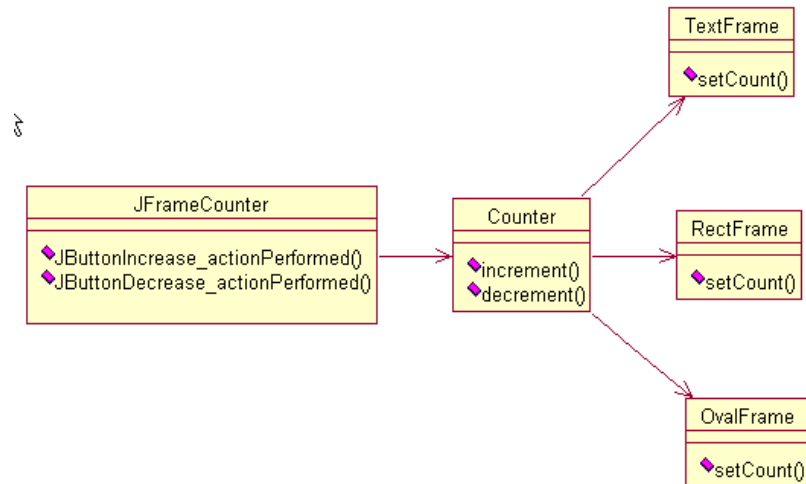 TextFrame
setCount()
JFrameCounter
JButtonIncrease_actionPerformed()
JButtonDecrease_actionPerformed()
Counter
increment()
decrement()
RectFrame
setCount()
OvalFrame
setCount()